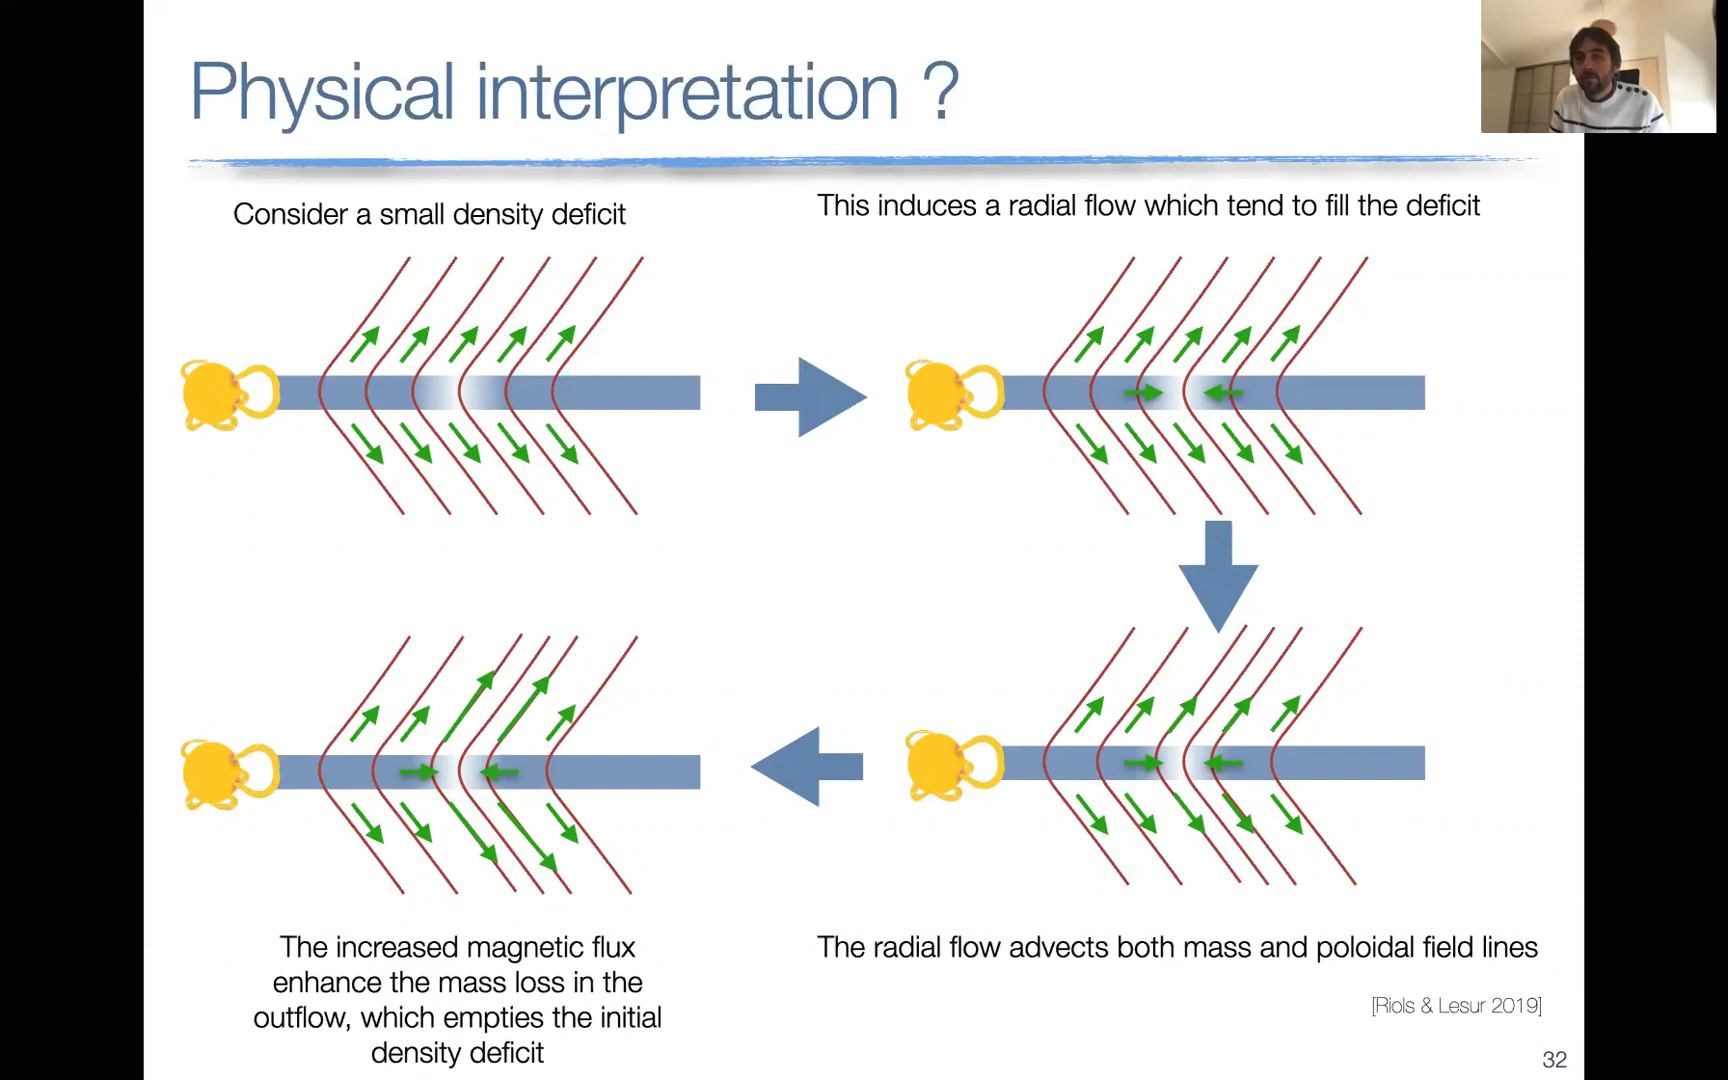 Physical interpretation ?
Consider a small density deficit
This induces a radial flow which tend to fill the deficit
The increased magnetic flux
enhance the mass loss in the
outflow, which empties the initial
density deficit
The radial flow advects both mass and poloidal field lines
[Riols & Lesur 2019]
32